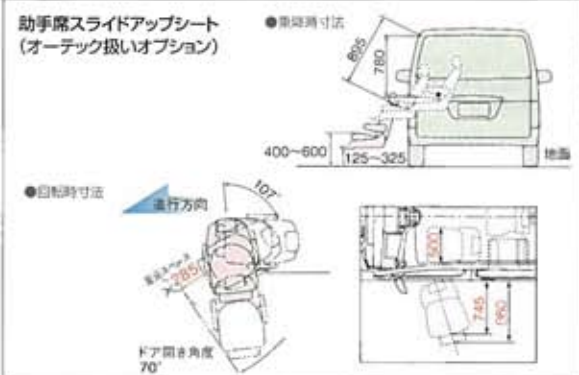 助手席スライドアップシート
(オーテック扱いオプション)
●乗降時寸法
895
780
400~600
125~325
地面
●回転時寸法
進行方向
107°
285
ドア開き角度
70°
500
745
960